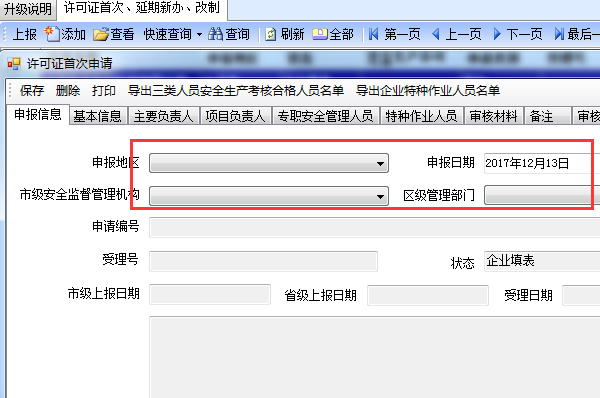 升级说明 许可证首次、延期新办、改制
上报 添加 查看 快速查询 查询 刷新 全部 第一页 上一页 下一页 最后一
许可证首次申请
保存 删除 打印 导出三类人员安全生产考核合格人员名单 导出企业特种作业人员名单
申报信息 基本信息 主要负责人 项目负责人 专职安全管理人员 特种作业人员 审核材料 备注 审核
申报地区 申报日期 2017年12月13日
市级安全监督管理机构 区级管理部门
申请编号
受理号 状态 企业填表
市级上报日期 省级上报日期 受理日期